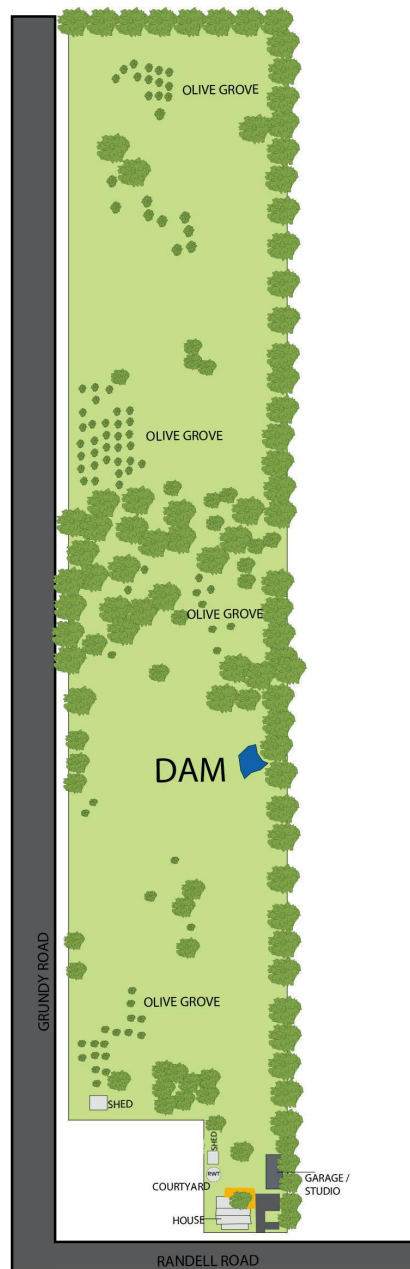 OLIVE GROVE
OLIVE GROVE
OLIVE GROVE
DAM
GRUNDY ROAD
OLIVE GROVE
SHED
SHED
RWT
COURTYARD
GARAGE /
STUDIO
HOUSE
RANDELL ROAD